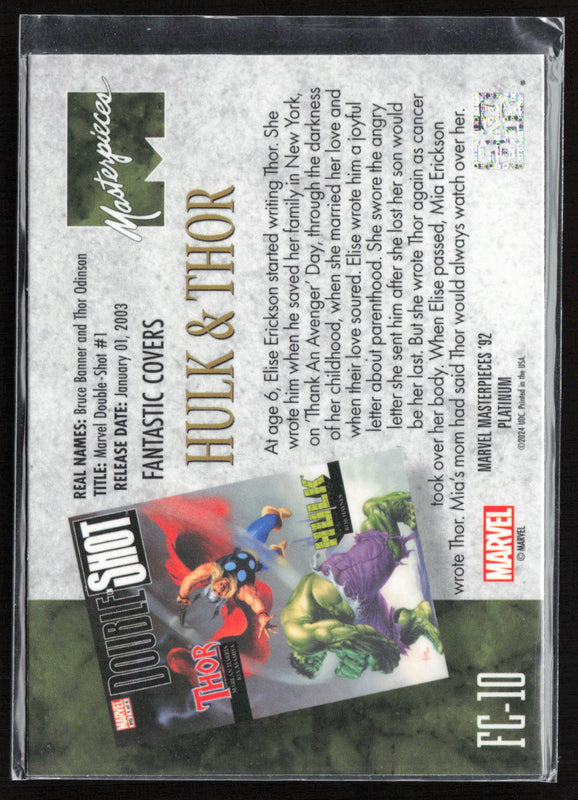 Masterpieces
SKY
BOX
®
REAL NAMES: Bruce Banner and Thor Odinson
TITLE: Marvel Double-Shot #1
RELEASE DATE: January 01, 2003
FANTASTIC COVERS
HULK & THOR
At age 6, Elise Erickson started writing Thor. She
wrote him when he saved her family in New York,
on 'Thank An Avenger' Day, through the darkness
of her childhood, when she married her love and
when their love soured. Elise wrote him a joyful
letter about parenthood. She swore the angry
letter she sent him after she lost her son would
be her last. But she wrote Thor again as cancer
took over her body. When Elise passed, Mia Erickson
wrote Thor. Mia's mom had said Thor would always watch over her.
MARVEL
DOUBLE-SHOT
THOR
HULK
MARVEL
© MARVEL
MARVEL MASTERPIECES '92
PLATINUM
©2024 UDC. Printed in the USA.
FC-10